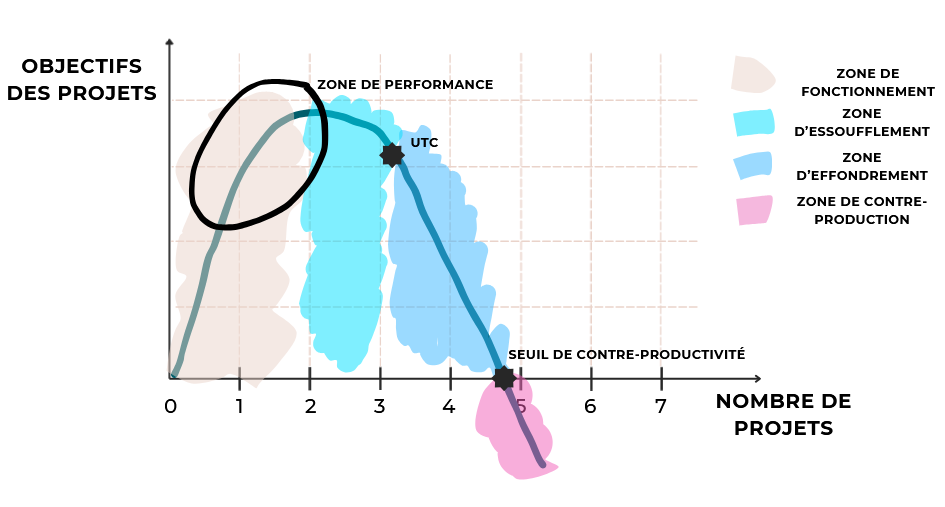 OBJECTIFS
DES PROJETS
ZONE DE PERFORMANCE
UTC
SEUIL DE CONTRE-PRODUCTIVITÉ
0 1 2 3 4 5 6 7
NOMBRE DE
PROJETS
ZONE DE
FONCTIONNEMENT
ZONE
D’ESSOUFFLEMENT
ZONE
D’EFFONDREMENT
ZONE DE CONTRE-
PRODUCTION